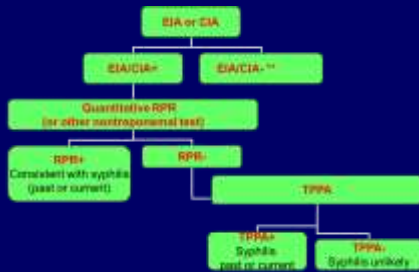 EIA or CIA
EIA/CIA+
EIA/CIA- **
Quantitative RPR
(or other nontreponemal test)
RPR+
Consistent with syphilis
(past or current)
RPR-
TPPA
TPPA+
Syphilis
past or current
TPPA-
Syphilis unlikely